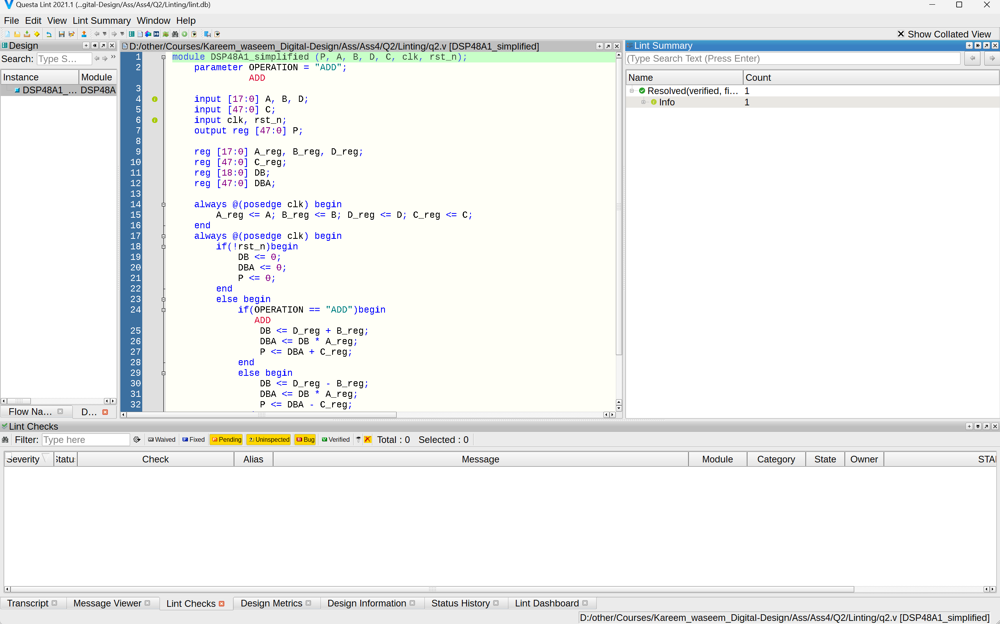 Questa Lint 2021.1 (...gital-Design/Ass/Ass4/Q2/Linting/lint.db)
File Edit View Lint Summary Window Help
Show Collated View
Design
D:/other/Courses/Kareem_waseem_Digital-Design/Ass/Ass4/Q2/Linting/q2.v [DSP48A1_simplified]
Lint Summary
Search: Type S...
(Type Search Text (Press Enter)
Instance Module
DSP48A1_... DSP48A
Name Count
Resolved(verified, fi... 1
Info 1
1 module DSP48A1_simplified (P, A, B, D, C, clk, rst_n);
2 parameter OPERATION = "ADD";
ADD
3
4 input [17:0] A, B, D;
5 input [47:0] C;
6 input clk, rst_n;
7 output reg [47:0] P;
8
9 reg [17:0] A_reg, B_reg, D_reg;
10 reg [47:0] C_reg;
11 reg [18:0] DB;
12 reg [47:0] DBA;
13
14 always @(posedge clk) begin
15 A_reg <= A; B_reg <= B; D_reg <= D; C_reg <= C;
16 end
17 always @(posedge clk) begin
18 if(!rst_n)begin
19 DB <= 0;
20 DBA <= 0;
21 P <= 0;
22 end
23 else begin
24 if(OPERATION == "ADD")begin
ADD
25 DB <= D_reg + B_reg;
26 DBA <= DB * A_reg;
27 P <= DBA + C_reg;
28 end
29 else begin
30 DB <= D_reg - B_reg;
31 DBA <= DB * A_reg;
32 P <= DBA - C_reg;
Flow Na... D...
Lint Checks
Filter: Type here Waived Fixed Pending Uninspected Bug Verified Total : 0 Selected : 0
Severity Status Check Alias Message Module Category State Owner STA
Transcript Message Viewer Lint Checks Design Metrics Design Information Status History Lint Dashboard
D:/other/Courses/Kareem_waseem_Digital-Design/Ass/Ass4/Q2/Linting/q2.v [DSP48A1_simplified]